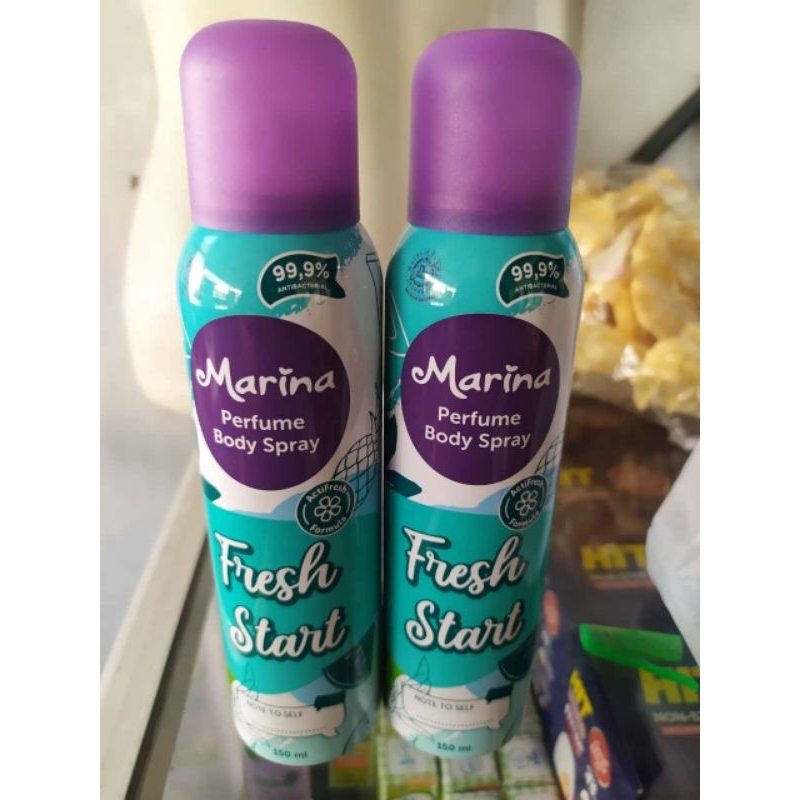 99,9%
ANTIBACTERIAL
Marina
Perfume
Body Spray
ActiFresh
Formula
Fresh
Start
NOTE TO SELF
150 ml
99,9%
ANTIBACTERIAL
Marina
Perfume
Body Spray
ActiFresh
Formula
Fresh
Start
NOTE TO SELF
150 ml
HIT
HIT